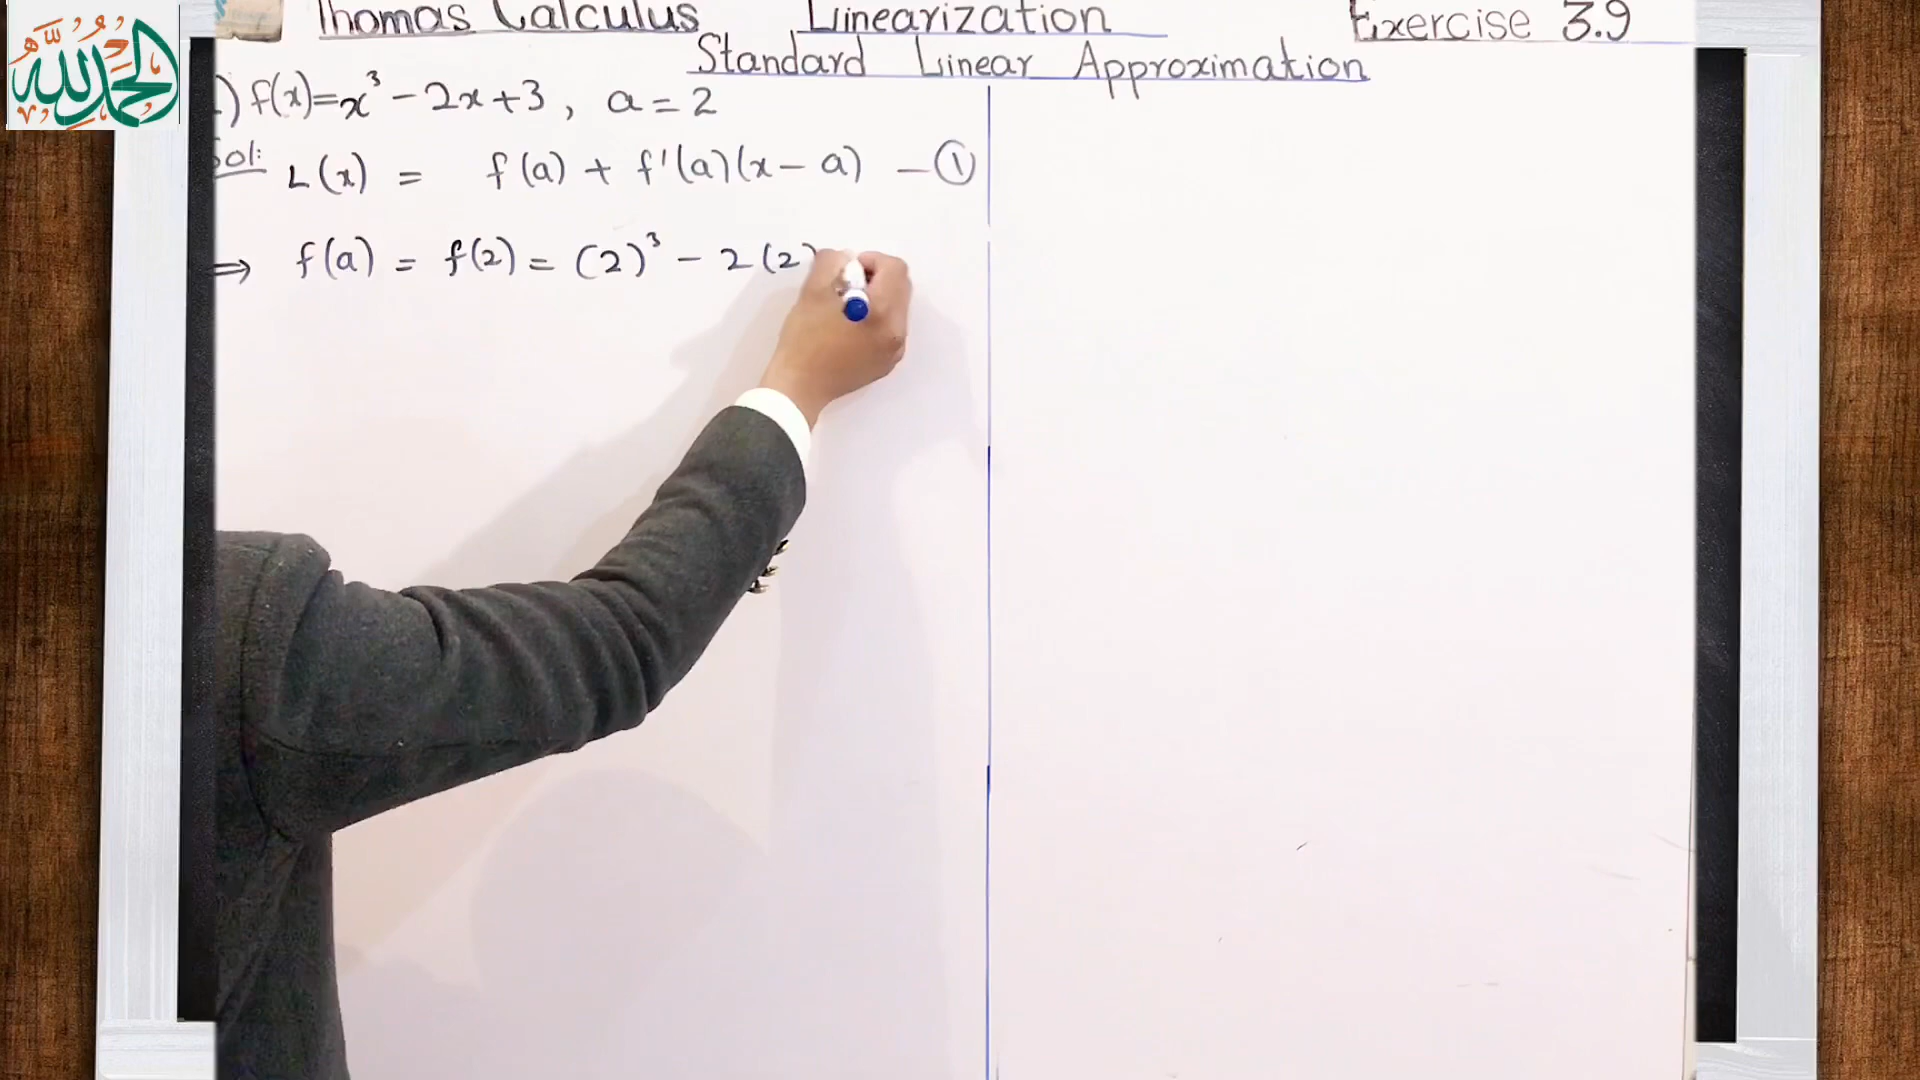 الحمد لله
Thomas Calculus Linearization Exercise 3.9
Standard Linear Approximation
) f(x)=x³ − 2x + 3 , a = 2
Sol: L(x) = f(a) + f'(a)(x − a) − ①
⇒ f(a) = f(2) = (2)³ − 2(2)